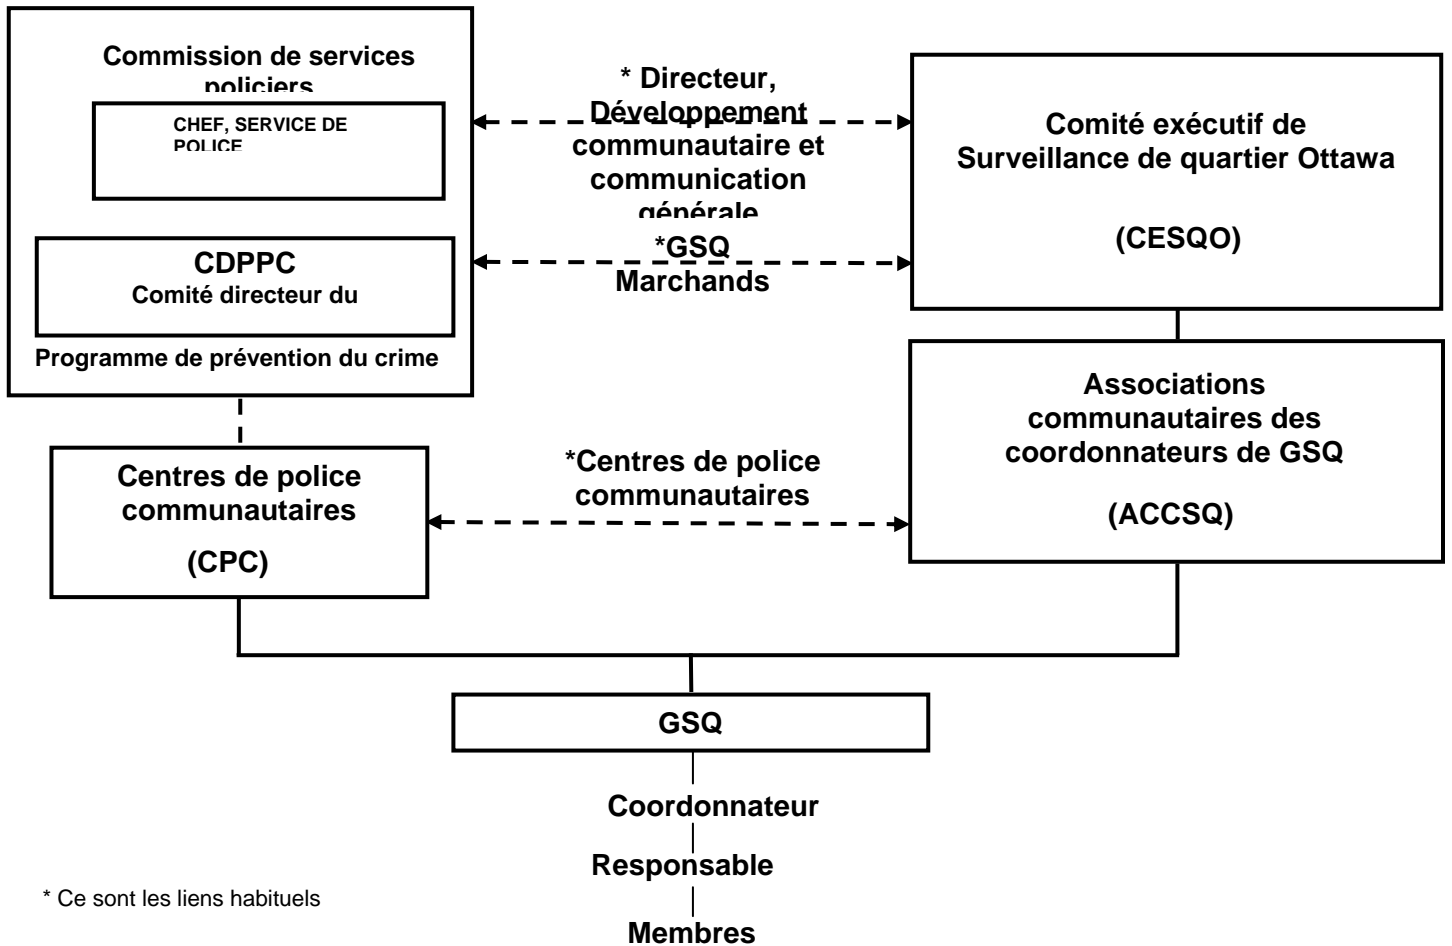 Commission de services
policiers
CHEF, SERVICE DE
POLICE
CDPPC
Comité directeur du
Programme de prévention du crime
* Directeur,
Développement
communautaire et
communication
générale
*GSQ
Marchands
Comité exécutif de
Surveillance de quartier Ottawa
(CESQO)
Associations
communautaires des
coordonnateurs de GSQ
(ACCSQ)
Centres de police
communautaires
(CPC)
*Centres de police
communautaires
GSQ
Coordonnateur
Responsable
Membres
* Ce sont les liens habituels